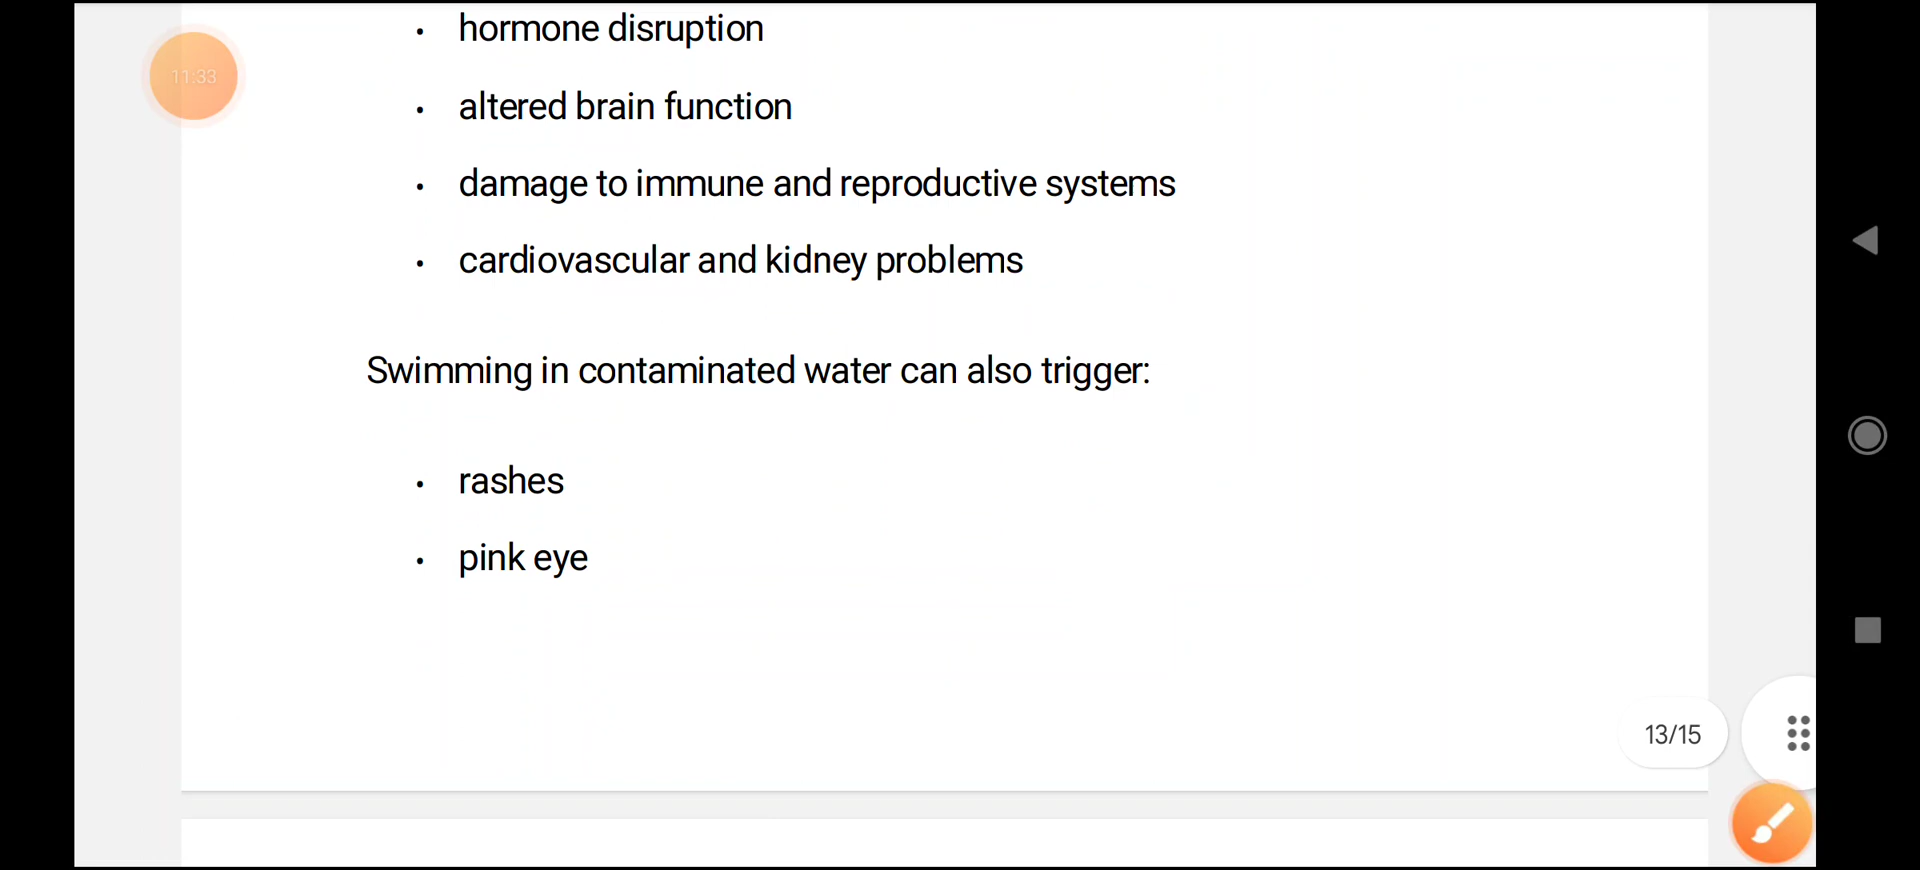 • hormone disruption
11:33
• altered brain function
• damage to immune and reproductive systems
• cardiovascular and kidney problems
Swimming in contaminated water can also trigger:
• rashes
• pink eye
13/15